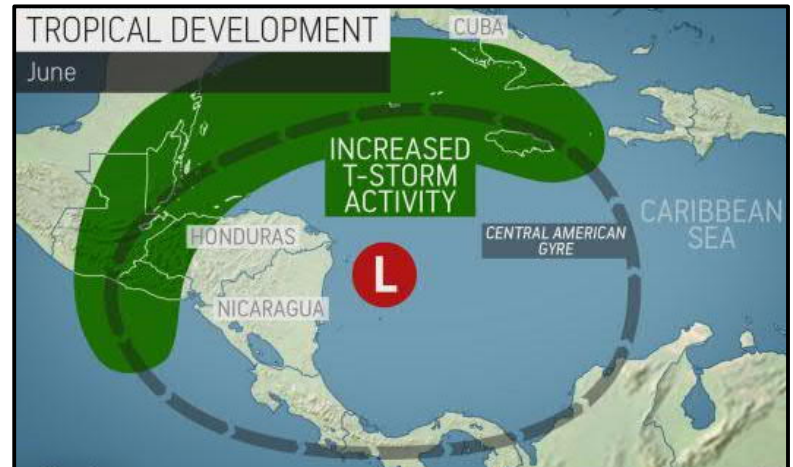 TROPICAL DEVELOPMENT
June
CUBA
INCREASED
T-STORM
ACTIVITY
CARIBBEAN
SEA
CENTRAL AMERICAN
GYRE
HONDURAS
L
NICARAGUA